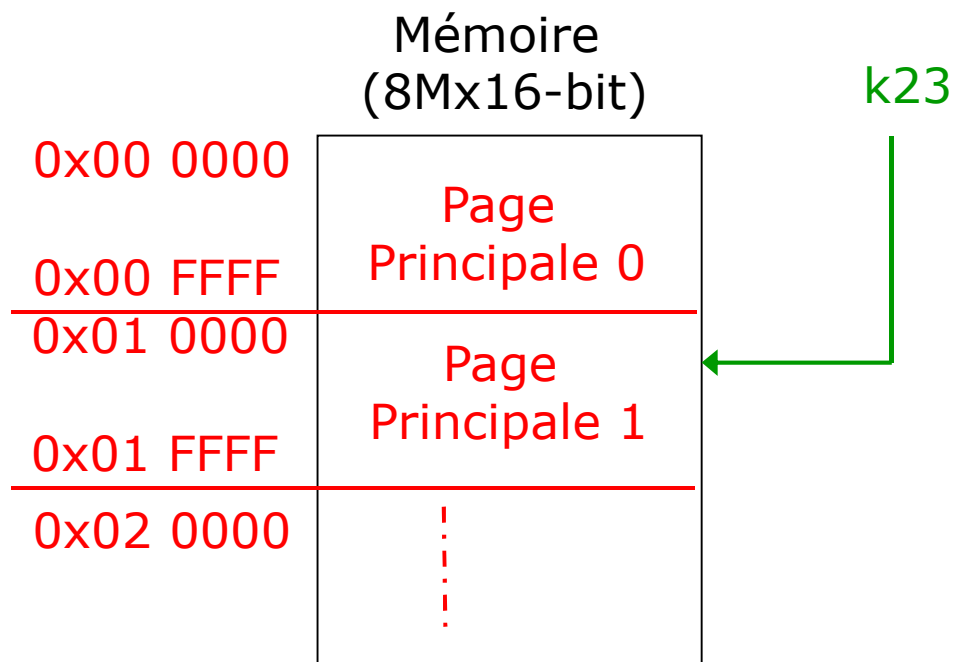 Mémoire
(8Mx16-bit)
k23
0x00 0000
Page
Principale 0
0x00 FFFF
0x01 0000
Page
Principale 1
0x01 FFFF
0x02 0000